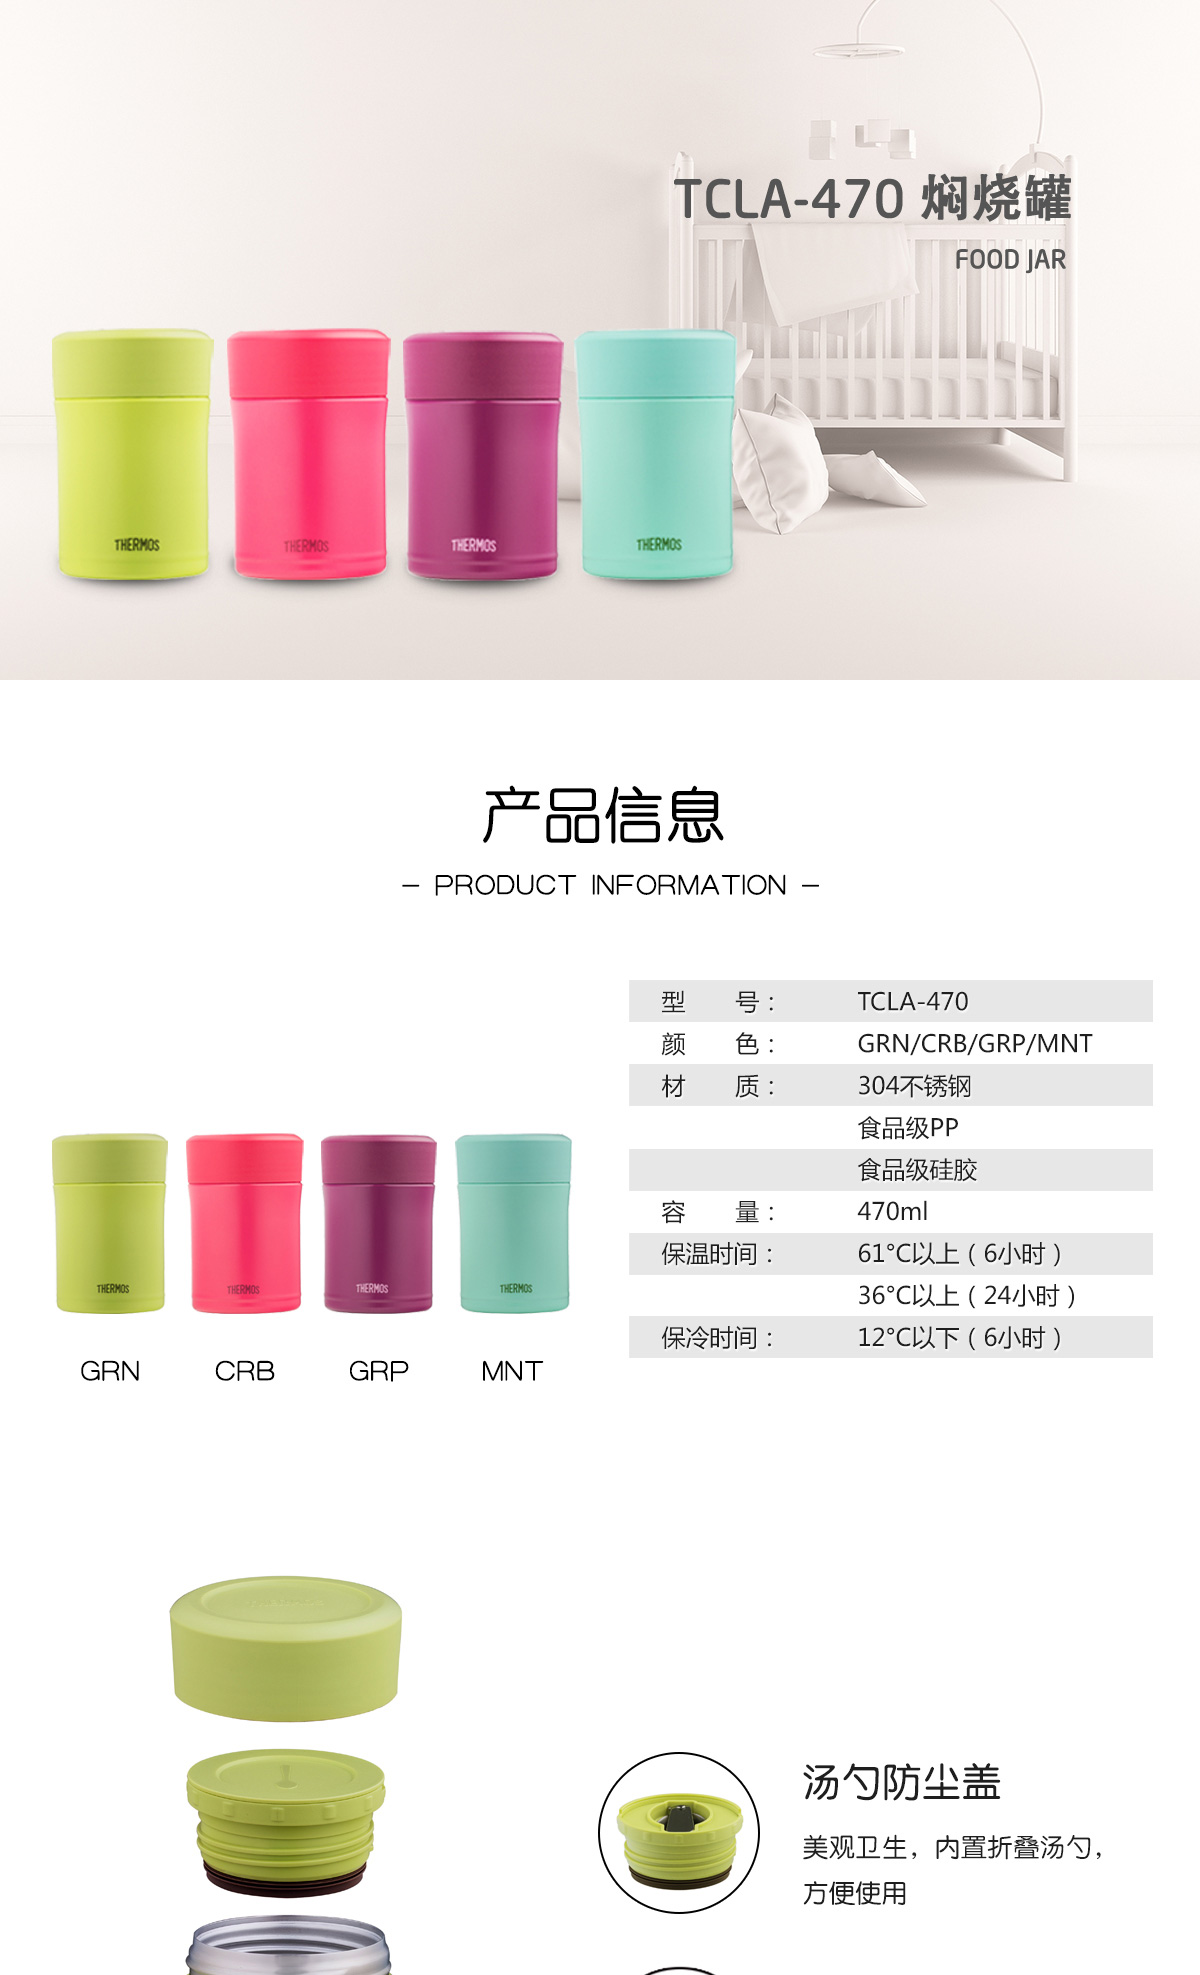 TCLA-470 焖烧罐
FOOD JAR
THERMOS THERMOS THERMOS THERMOS
产品信息
- PRODUCT INFORMATION -
型 号： TCLA-470
颜 色： GRN/CRB/GRP/MNT
材 质： 304不锈钢
食品级PP
食品级硅胶
容 量： 470ml
保温时间： 61°C以上（6小时）
36°C以上（24小时）
保冷时间： 12°C以下（6小时）
THERMOS THERMOS THERMOS THERMOS
GRN CRB GRP MNT
汤勺防尘盖
美观卫生，内置折叠汤勺，
方便使用